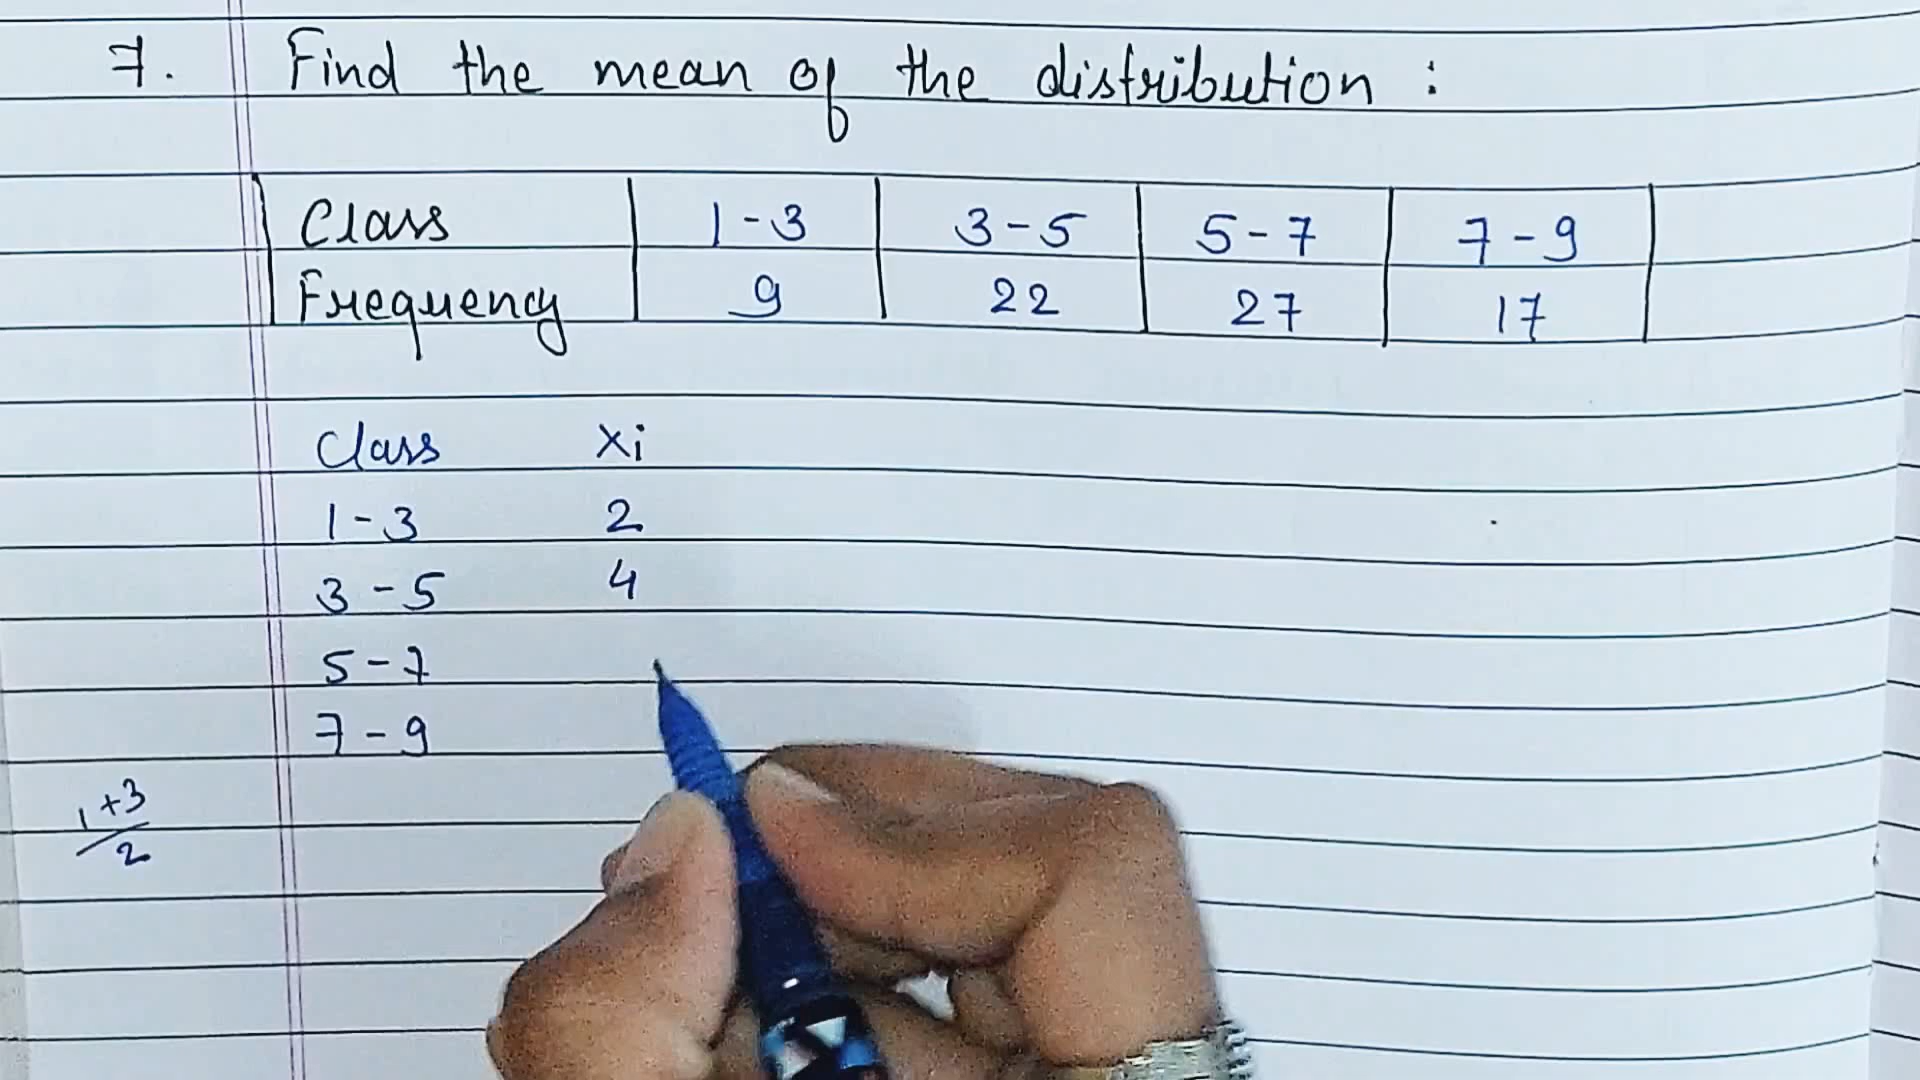 7. Find the mean of the distribution :
Class 1-3 3-5 5-7 7-9
Frequency 9 22 27 17
Class xi
1-3 2
3-5 4
5-7
7-9
1+3
2